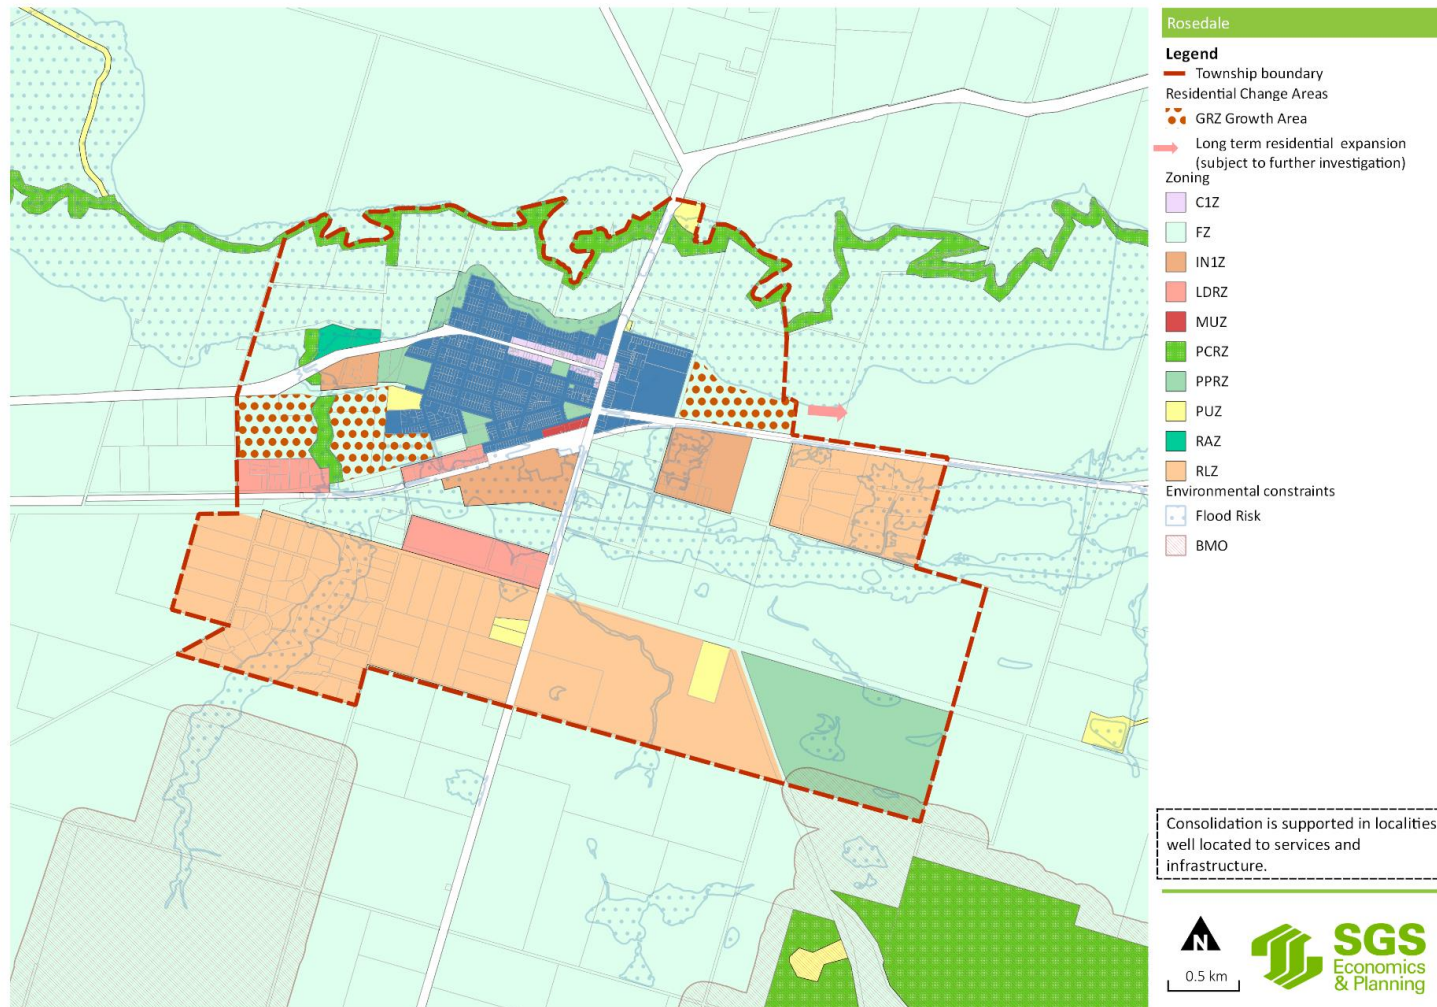 Rosedale
Legend
Township boundary
Residential Change Areas
GRZ Growth Area
Long term residential expansion
(subject to further investigation)
Zoning
C1Z
FZ
IN1Z
LDRZ
MUZ
PCRZ
PPRZ
PUZ
RAZ
RLZ
Environmental constraints
Flood Risk
BMO
Consolidation is supported in localities
well located to services and
infrastructure.
N
0.5 km
SGS
Economics
& Planning